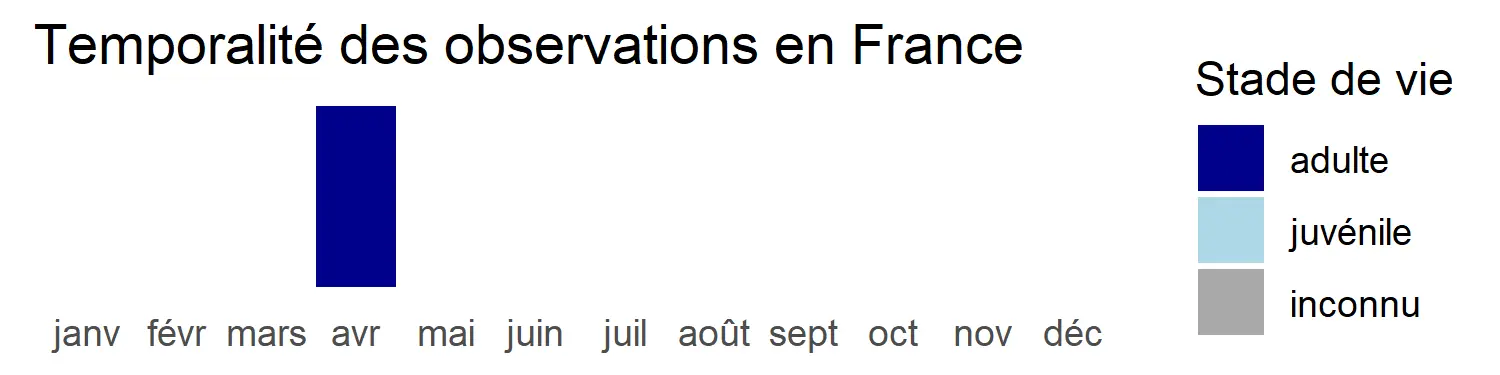 Temporalité des observations en France
Stade de vie
adulte
juvénile
inconnu
janv févr mars avr mai juin juil août sept oct nov déc